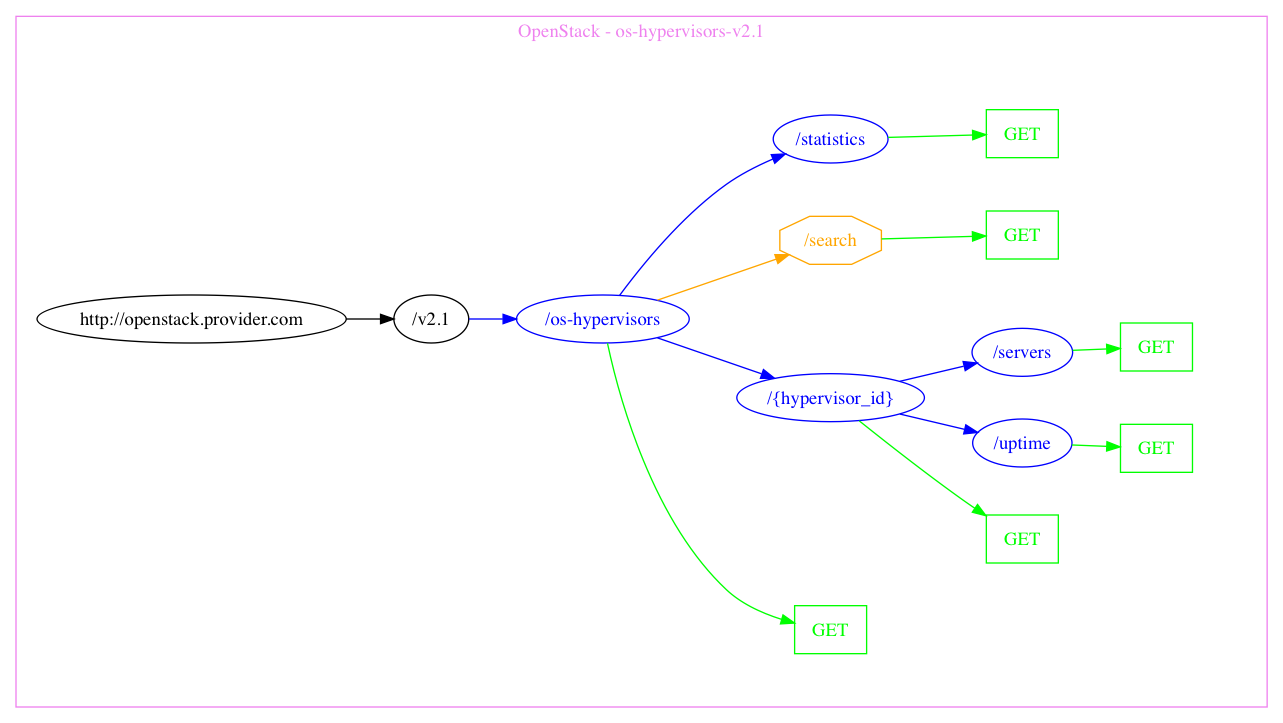 OpenStack - os-hypervisors-v2.1
/statistics
GET
/search
GET
http://openstack.provider.com
/v2.1
/os-hypervisors
/servers
GET
/{hypervisor_id}
/uptime
GET
GET
GET